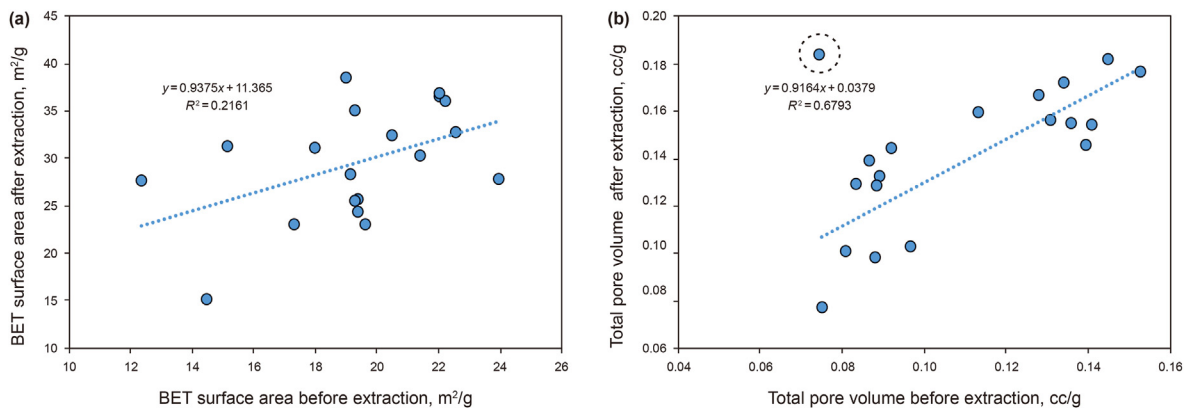 (a)
BET surface area after extraction, m²/g
45
40
35
30
25
20
15
10
y = 0.9375x + 11.365
R² = 0.2161
10 12 14 16 18 20 22 24 26
BET surface area before extraction, m²/g
(b)
Total pore volume after extraction, cc/g
0.20
0.18
0.16
0.14
0.12
0.10
0.08
0.06
y = 0.9164x + 0.0379
R² = 0.6793
0.04 0.06 0.08 0.10 0.12 0.14 0.16
Total pore volume before extraction, cc/g